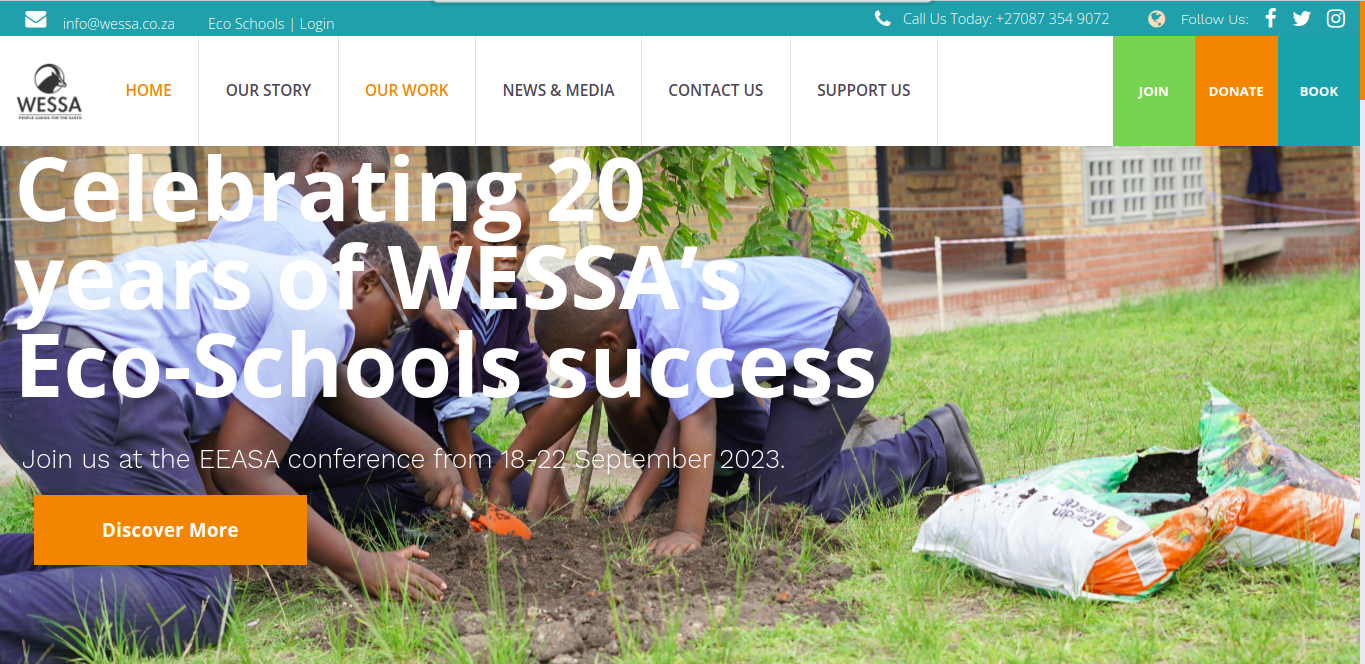 info@wessa.co.za
Eco Schools | Login
Call Us Today: +27087 354 9072
Follow Us:
WESSA
PEOPLE CARING FOR THE EARTH
HOME
OUR STORY
OUR WORK
NEWS & MEDIA
CONTACT US
SUPPORT US
JOIN
DONATE
BOOK
Celebrating 20
years of WESSA’s
Eco-Schools success
Join us at the EEASA conference from 18-22 September 2023.
Discover More
Garden
Master